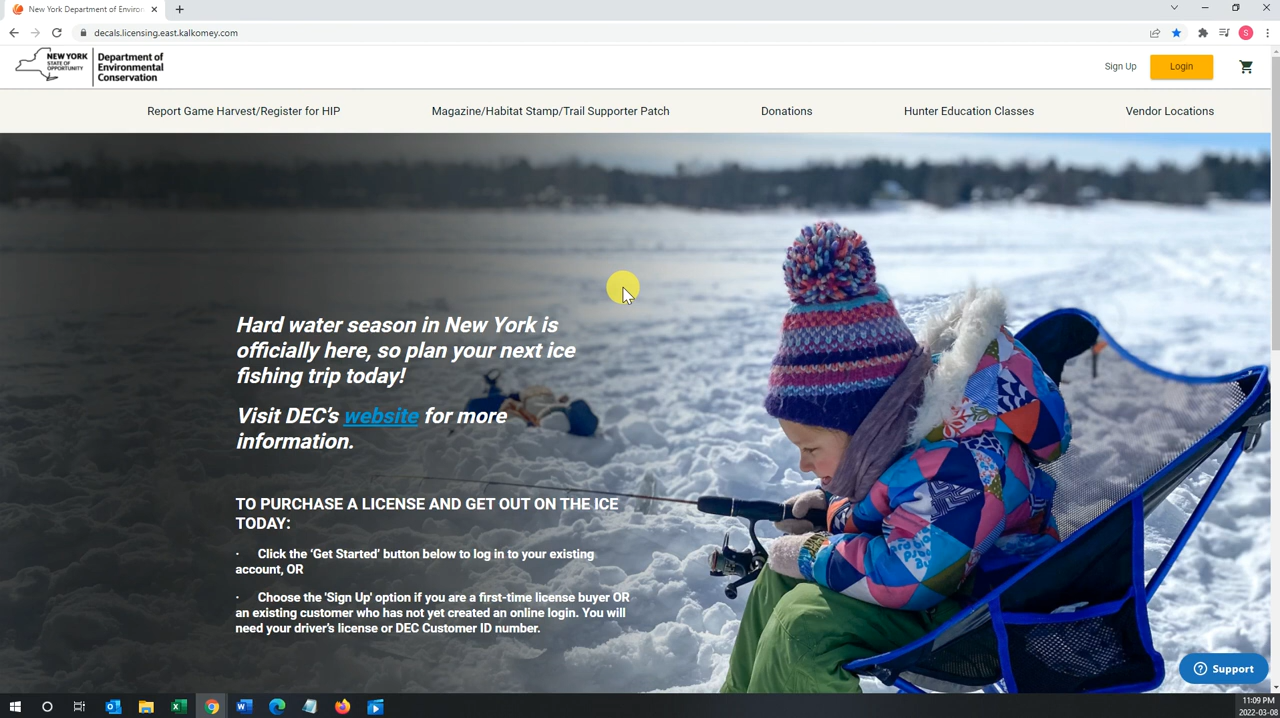 New York Department of Environ
decals.licensing.east.kalkomey.com
S
NEW YORK
STATE OF
OPPORTUNITY
Department of
Environmental
Conservation
Sign Up
Login
Report Game Harvest/Register for HIP
Magazine/Habitat Stamp/Trail Supporter Patch
Donations
Hunter Education Classes
Vendor Locations
Hard water season in New York is
officially here, so plan your next ice
fishing trip today!
Visit DEC's website for more
information.
TO PURCHASE A LICENSE AND GET OUT ON THE ICE
TODAY:
· Click the 'Get Started' button below to log in to your existing
account, OR
· Choose the 'Sign Up' option if you are a first-time license buyer OR
an existing customer who has not yet created an online login. You will
need your driver's license or DEC Customer ID number.
Support
11:09 PM
2022-03-08